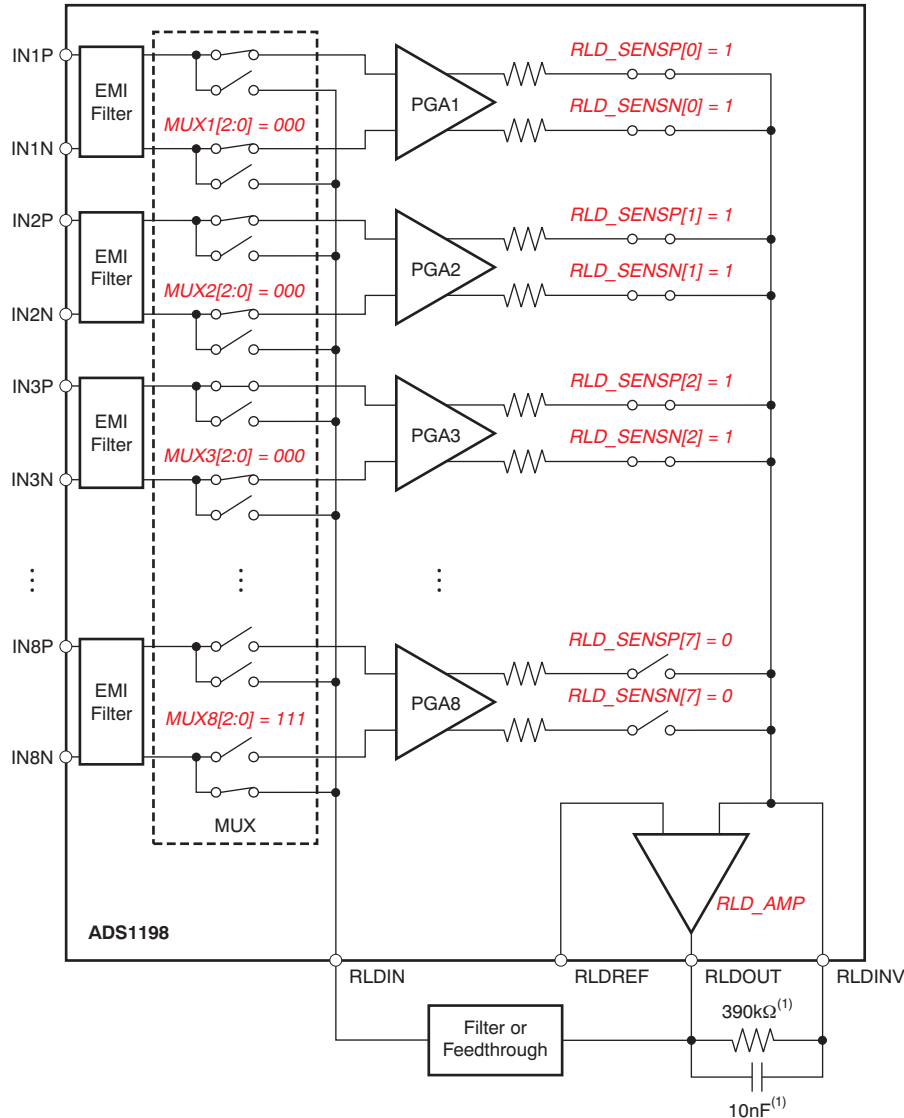 IN1P
EMI
Filter
IN1N
MUX1[2:0] = 000
PGA1
RLD_SENSP[0] = 1
RLD_SENSN[0] = 1
IN2P
EMI
Filter
IN2N
MUX2[2:0] = 000
PGA2
RLD_SENSP[1] = 1
RLD_SENSN[1] = 1
IN3P
EMI
Filter
IN3N
MUX3[2:0] = 000
PGA3
RLD_SENSP[2] = 1
RLD_SENSN[2] = 1
IN8P
EMI
Filter
IN8N
MUX8[2:0] = 111
PGA8
RLD_SENSP[7] = 0
RLD_SENSN[7] = 0
MUX
RLD_AMP
ADS1198
RLDIN
RLDREF
RLDOUT
RLDINV
Filter or
Feedthrough
390kΩ(1)
10nF(1)